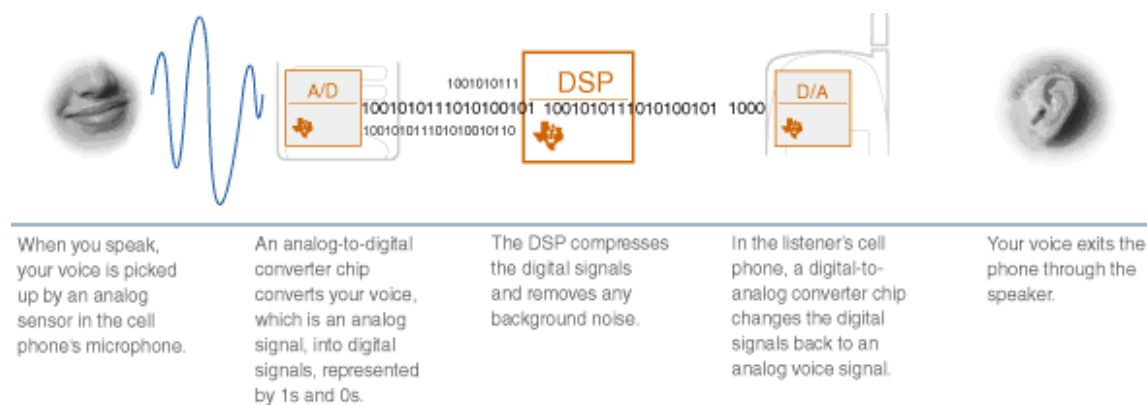 A/D
1001010111
DSP
D/A
1001010111010100101 1001010111010100101 1000
100101011101010010110
When you speak,
your voice is picked
up by an analog
sensor in the cell
phone's microphone.
An analog-to-digital
converter chip
converts your voice,
which is an analog
signal, into digital
signals, represented
by 1s and 0s.
The DSP compresses
the digital signals
and removes any
background noise.
In the listener's cell
phone, a digital-to-
analog converter chip
changes the digital
signals back to an
analog voice signal.
Your voice exits the
phone through the
speaker.